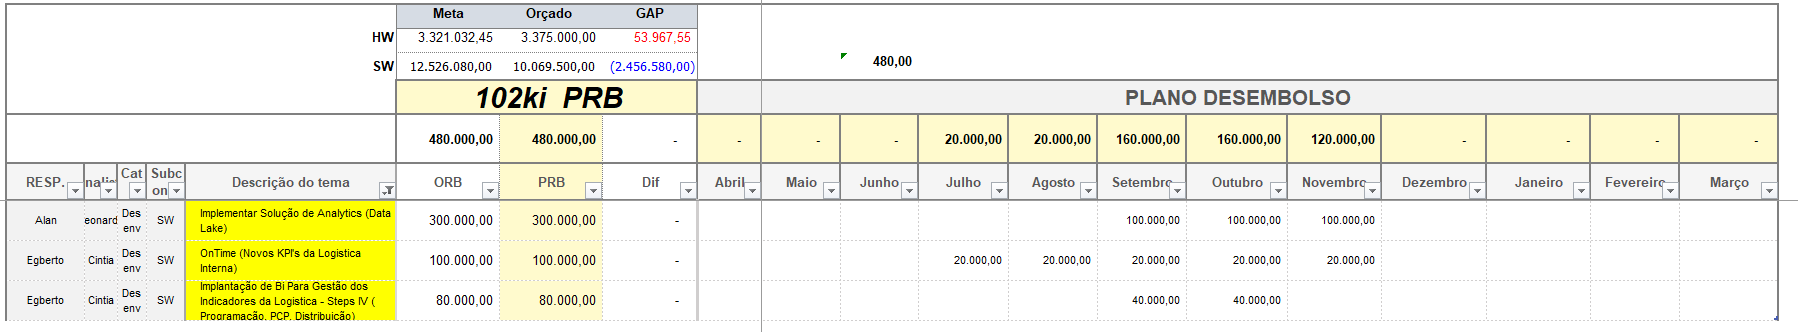 Meta Orçado GAP
HW 3.321.032,45 3.375.000,00 53.967,55
480,00
SW 12.526.080,00 10.069.500,00 (2.456.580,00)
102ki PRB PLANO DESEMBOLSO
480.000,00 480.000,00 - - - - 20.000,00 20.000,00 160.000,00 160.000,00 120.000,00 - - - -
RESP. nalis Cat Subc on Descrição do tema ORB PRB Dif Abril Maio Junho Julho Agosto Setembro Outubro Novembro Dezembro Janeiro Fevereiro Março
Alan eonard Des env SW Implementar Solução de Analytics (Data 300.000,00 300.000,00 - 100.000,00 100.000,00 100.000,00
Lake)
Egberto Cintia Des env SW OnTime (Novos KPI's da Logistica 100.000,00 100.000,00 - 20.000,00 20.000,00 20.000,00 20.000,00 20.000,00
Interna)
Egberto Cintia Des env SW Implantação de Bi Para Gestão dos 80.000,00 80.000,00 - 40.000,00 40.000,00
Indicadores da Logistica - Steps IV (
Programação, PCP, Distribuição)